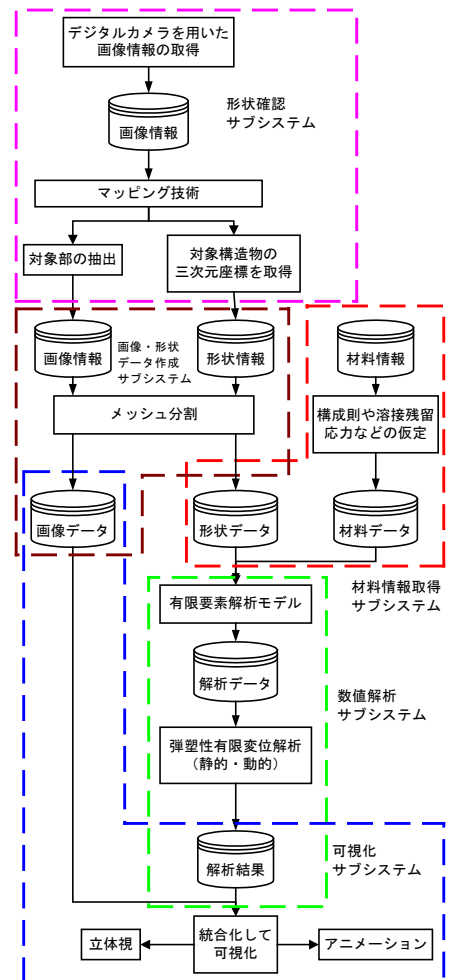 デジタルカメラを用いた
画像情報の取得
画像情報
形状確認
サブシステム
マッピング技術
対象部の抽出
対象構造物の
三次元座標を取得
画像情報
画像・形状
データ作成
サブシステム
形状情報
材料情報
メッシュ分割
構成則や溶接残留
応力などの仮定
画像データ
形状データ
材料データ
材料情報取得
サブシステム
有限要素解析モデル
解析データ
数値解析
サブシステム
弾塑性有限変位解析
（静的・動的）
解析結果
可視化
サブシステム
立体視
統合化して
可視化
アニメーション